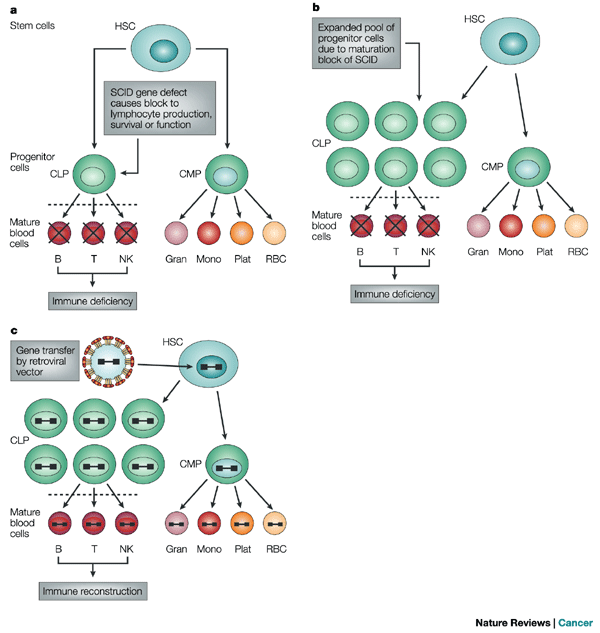 a
Stem cells
HSC
SCID gene defect
causes block to
lymphocyte production,
survival or function
Progenitor
cells
CLP
CMP
Mature
blood
cells
B T NK
Gran Mono Plat RBC
Immune deficiency
b
Expanded pool of
progenitor cells
due to maturation
block of SCID
HSC
CLP
CMP
Mature
blood
cells
B T NK
Gran Mono Plat RBC
Immune deficiency
c
Gene transfer
by retroviral
vector
HSC
CLP
CMP
Mature
blood
cells
B T NK
Gran Mono Plat RBC
Immune reconstruction
Nature Reviews | Cancer